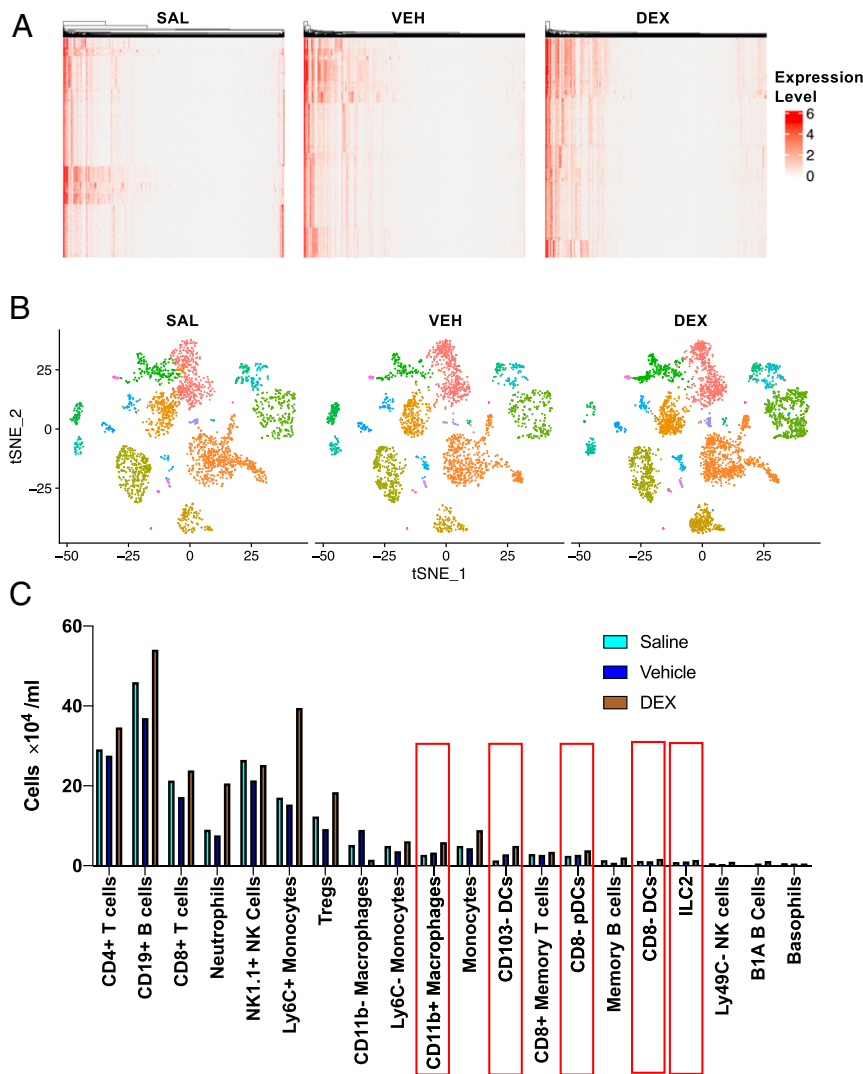 A
SAL
VEH
DEX
Expression
Level
6
4
2
0
B
SAL
VEH
DEX
tSNE_2
25
0
−25
−50
−25
0
25
−50
−25
0
25
−50
−25
0
25
tSNE_1
C
Cells ×10⁴ /ml
60
40
20
0
Saline
Vehicle
DEX
CD4+ T cells
CD19+ B cells
CD8+ T cells
Neutrophils
NK1.1+ NK Cells
Ly6C+ Monocytes
Tregs
CD11b- Macrophages
Ly6C- Monocytes
CD11b+ Macrophages
Monocytes
CD103- DCs
CD8+ Memory T cells
CD8- pDCs
Memory B cells
CD8- DCs
ILC2
Ly49C- NK cells
B1A B Cells
Basophils